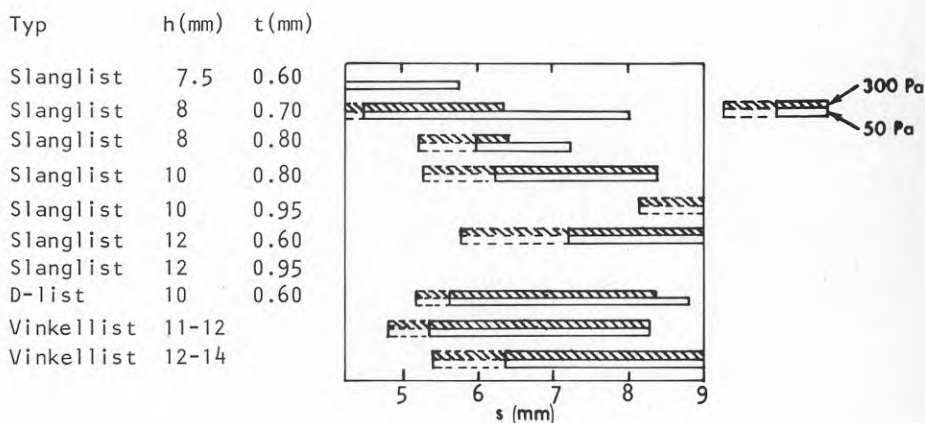 Typ h(mm) t(mm)
Slanglist 7.5 0.60
Slanglist 8 0.70
Slanglist 8 0.80
Slanglist 10 0.80
Slanglist 10 0.95
Slanglist 12 0.60
Slanglist 12 0.95
D-list 10 0.60
Vinkellist 11-12
Vinkellist 12-14
300 Pa
50 Pa
5 6 7 8 9
s (mm)